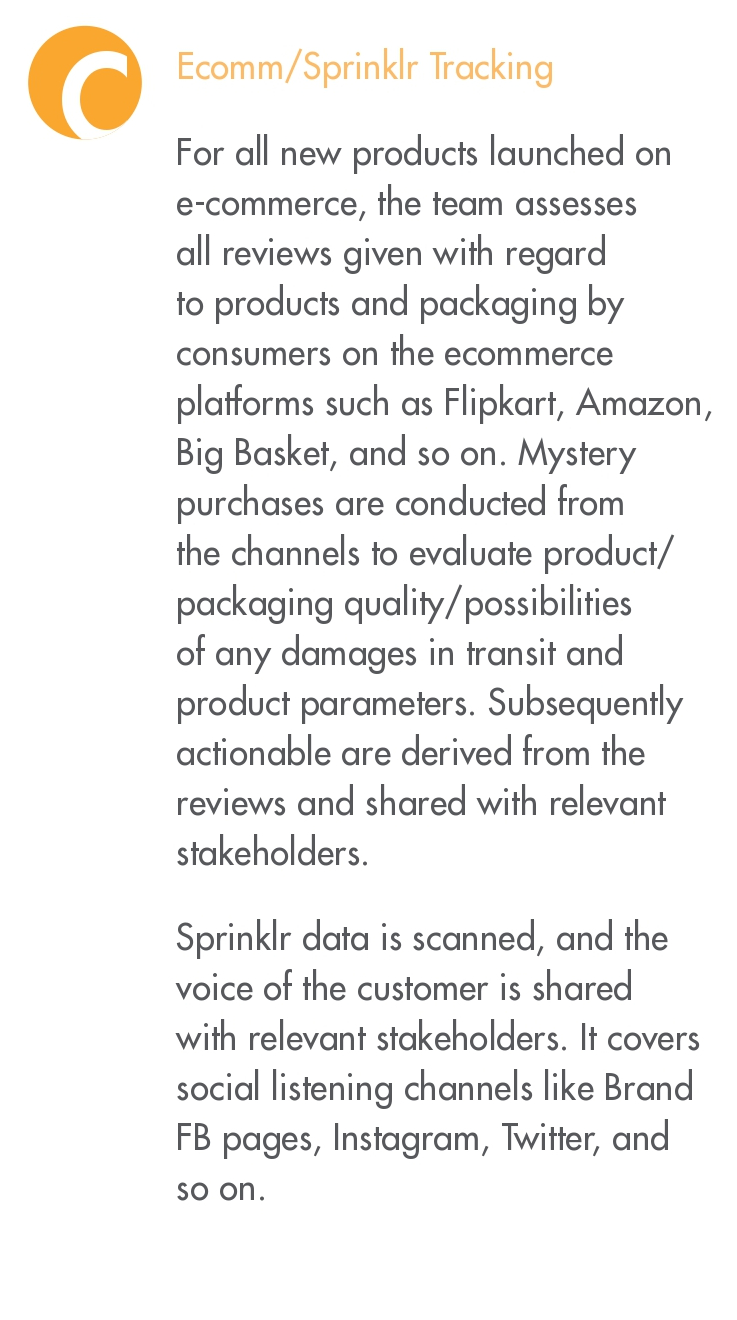 C
Ecomm/Sprinklr Tracking
For all new products launched on
e-commerce, the team assesses
all reviews given with regard
to products and packaging by
consumers on the ecommerce
platforms such as Flipkart, Amazon,
Big Basket, and so on. Mystery
purchases are conducted from
the channels to evaluate product/
packaging quality/possibilities
of any damages in transit and
product parameters. Subsequently
actionable are derived from the
reviews and shared with relevant
stakeholders.
Sprinklr data is scanned, and the
voice of the customer is shared
with relevant stakeholders. It covers
social listening channels like Brand
FB pages, Instagram, Twitter, and
so on.